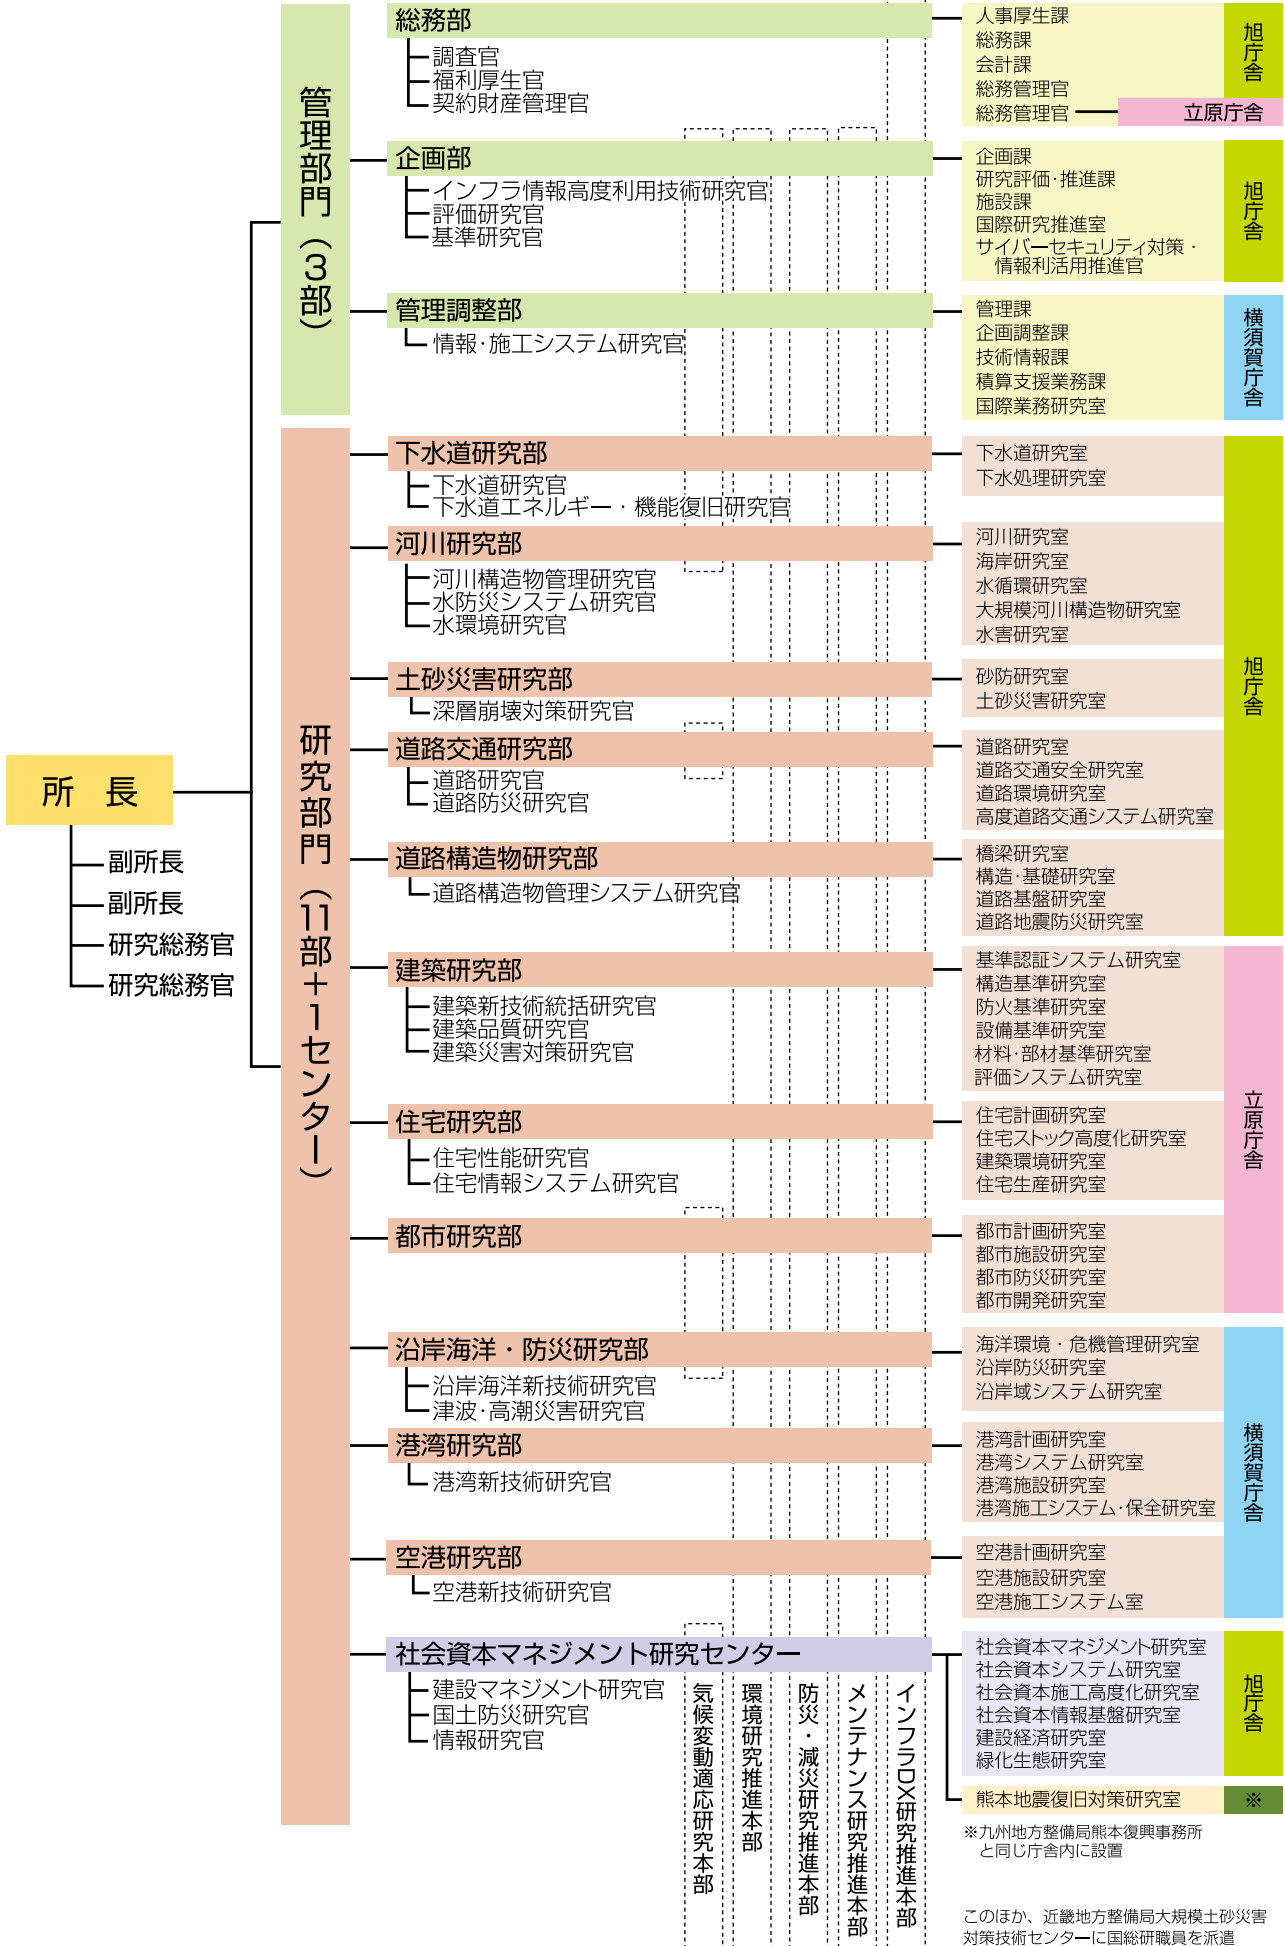 所　長
副所長
副所長
研究総務官
研究総務官
管理部門（3部）
総務部
調査官
福利厚生官
契約財産管理官
人事厚生課
総務課
会計課
総務管理官
総務管理官
旭庁舎
立原庁舎
企画部
インフラ情報高度利用技術研究官
評価研究官
基準研究官
企画課
研究評価・推進課
施設課
国際研究推進室
サイバーセキュリティ対策・
情報利活用推進官
旭庁舎
管理調整部
情報・施工システム研究官
管理課
企画調整課
技術情報課
積算支援業務課
国際業務研究室
横須賀庁舎
研究部門（11部＋1センター）
下水道研究部
下水道研究官
下水道エネルギー・機能復旧研究官
下水道研究室
下水処理研究室
河川研究部
河川構造物管理研究官
水防災システム研究官
水環境研究官
河川研究室
海岸研究室
水循環研究室
大規模河川構造物研究室
水害研究室
土砂災害研究部
深層崩壊対策研究官
砂防研究室
土砂災害研究室
旭庁舎
道路交通研究部
道路研究官
道路防災研究官
道路研究室
道路交通安全研究室
道路環境研究室
高度道路交通システム研究室
道路構造物研究部
道路構造物管理システム研究官
橋梁研究室
構造・基礎研究室
道路基盤研究室
道路地震防災研究室
建築研究部
建築新技術統括研究官
建築品質研究官
建築災害対策研究官
基準認証システム研究室
構造基準研究室
防火基準研究室
設備基準研究室
材料・部材基準研究室
評価システム研究室
立原庁舎
住宅研究部
住宅性能研究官
住宅情報システム研究官
住宅計画研究室
住宅ストック高度化研究室
建築環境研究室
住宅生産研究室
都市研究部
都市計画研究室
都市施設研究室
都市防災研究室
都市開発研究室
沿岸海洋・防災研究部
沿岸海洋新技術研究官
津波・高潮災害研究官
海洋環境・危機管理研究室
沿岸防災研究室
沿岸域システム研究室
横須賀庁舎
港湾研究部
港湾新技術研究官
港湾計画研究室
港湾システム研究室
港湾施設研究室
港湾施工システム・保全研究室
空港研究部
空港新技術研究官
空港計画研究室
空港施設研究室
空港施工システム室
社会資本マネジメント研究センター
建設マネジメント研究官
国土防災研究官
情報研究官
社会資本マネジメント研究室
社会資本システム研究室
社会資本施工高度化研究室
社会資本情報基盤研究室
建設経済研究室
緑化生態研究室
旭庁舎
熊本地震復旧対策研究室
※
気候変動適応研究本部
環境研究推進本部
防災・減災研究推進本部
メンテナンス研究推進本部
インフラDX研究推進本部
※九州地方整備局熊本復興事務所
と同じ庁舎内に設置
このほか、近畿地方整備局大規模土砂災害
対策技術センターに国総研職員を派遣